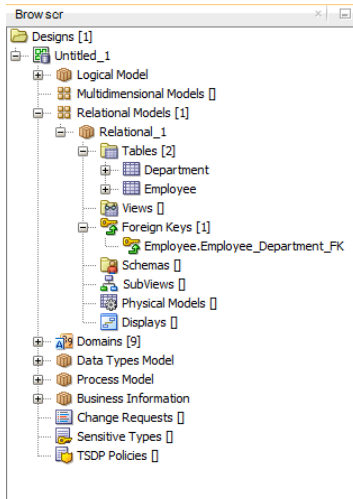 Browser
Designs [1]
Untitled_1
Logical Model
Multidimensional Models []
Relational Models [1]
Relational_1
Tables [2]
Department
Employee
Views []
Foreign Keys [1]
Employee.Employee_Department_FK
Schemas []
SubViews []
Physical Models []
Displays []
Domains [9]
Data Types Model
Process Model
Business Information
Change Requests []
Sensitive Types []
TSDP Policies []